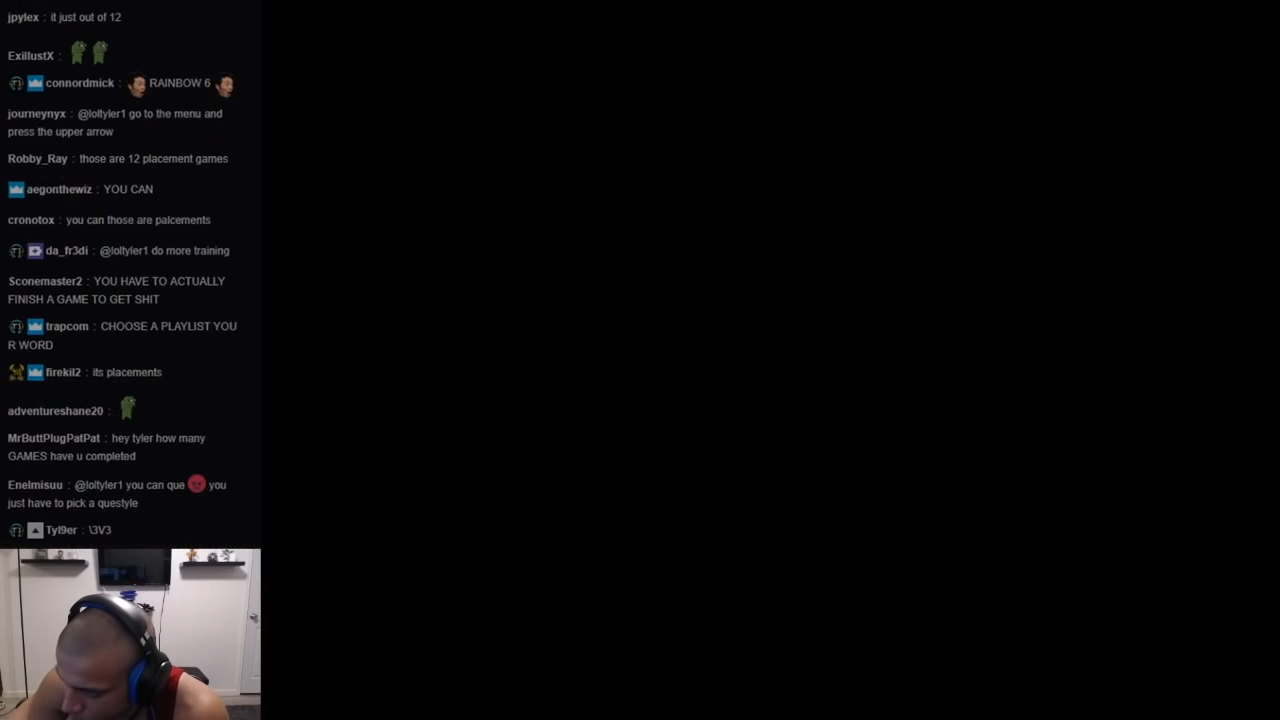 jpylex : it just out of 12
ExillustX :
connordmick : RAINBOW 6
journeynyx : @loltyler1 go to the menu and
press the upper arrow
Robby_Ray : those are 12 placement games
aegonthewiz : YOU CAN
cronotox : you can those are palcements
da_fr3di : @loltyler1 do more training
Sconemaster2 : YOU HAVE TO ACTUALLY
FINISH A GAME TO GET SHIT
trapcom : CHOOSE A PLAYLIST YOU
R WORD
firekil2 : its placements
adventureshane20 :
MrButtPlugPatPat : hey tyler how many
GAMES have u completed
Enelmisuu : @loltyler1 you can que you
just have to pick a questyle
Tyl9er : \3V3